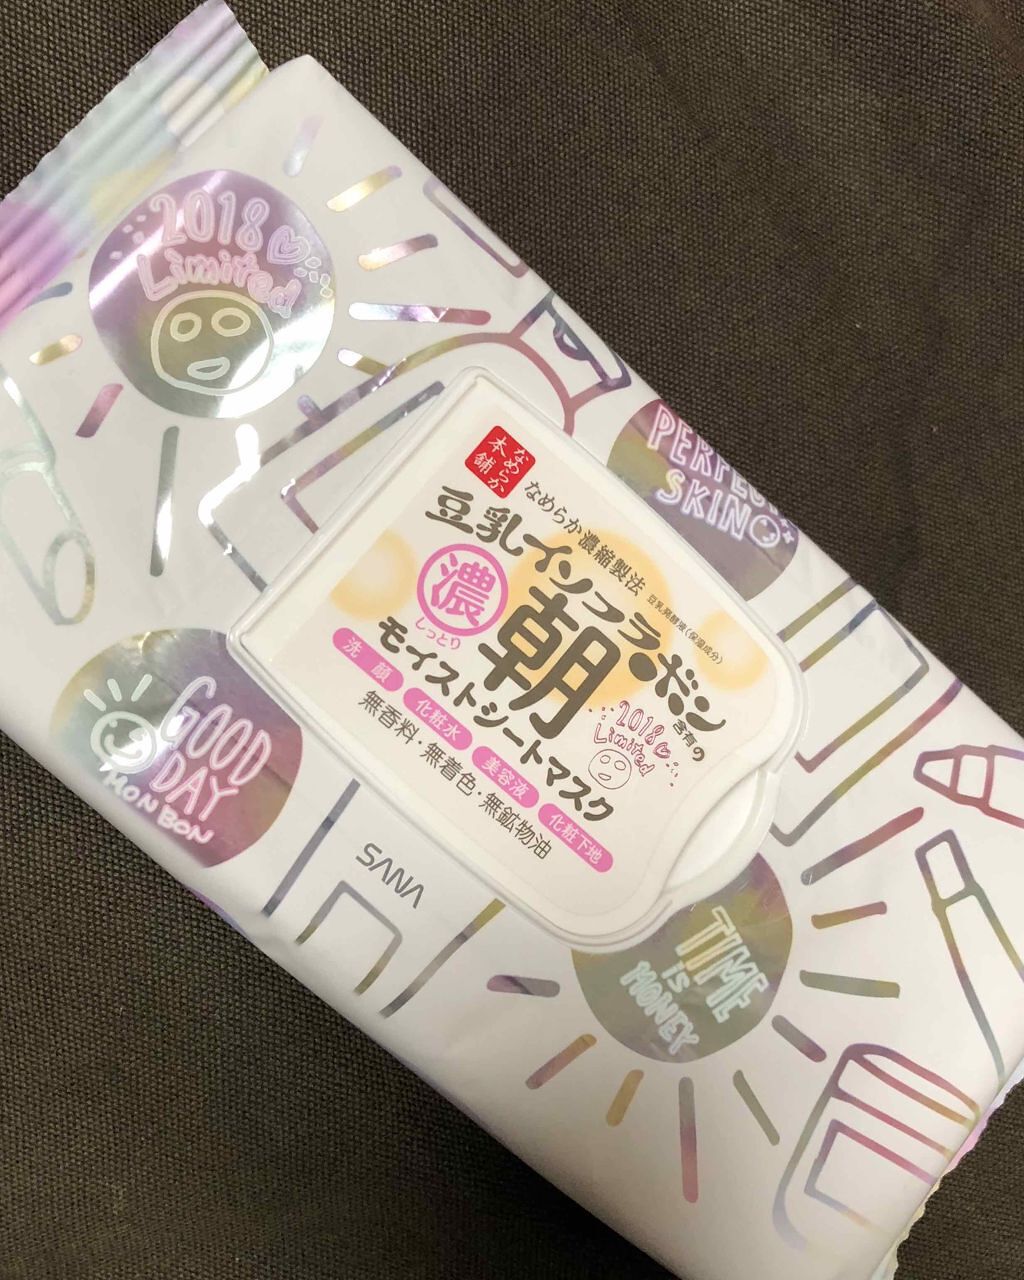 2018
Limited
PERFECT
SKIN
なめらか
本舗
なめらか濃縮製法
豆乳発酵液(保湿成分)
豆乳イソフラボン
含有の
濃
しっとり
朝
モイストシートマスク
2018
Limited
洗顔
化粧水
美容液
化粧下地
無香料・無着色・無鉱物油
GOOD
DAY
MON BON
SANA
TIME
is
MONEY